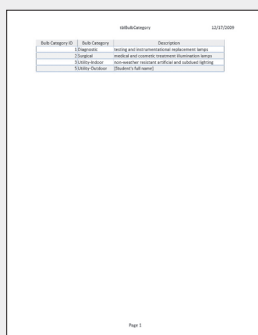 tblBulbCategory 12/17/2009
Bulb Category ID Bulb Category Description
1 Diagnostic testing and instrumentational replacement lamps
2 Surgical medical and cosmetic treatment illumination lamps
3 Utility-Indoor non-weather resistant artificial and subdued lighting
5 Utility-Outdoor [Student's full name]
Page 1